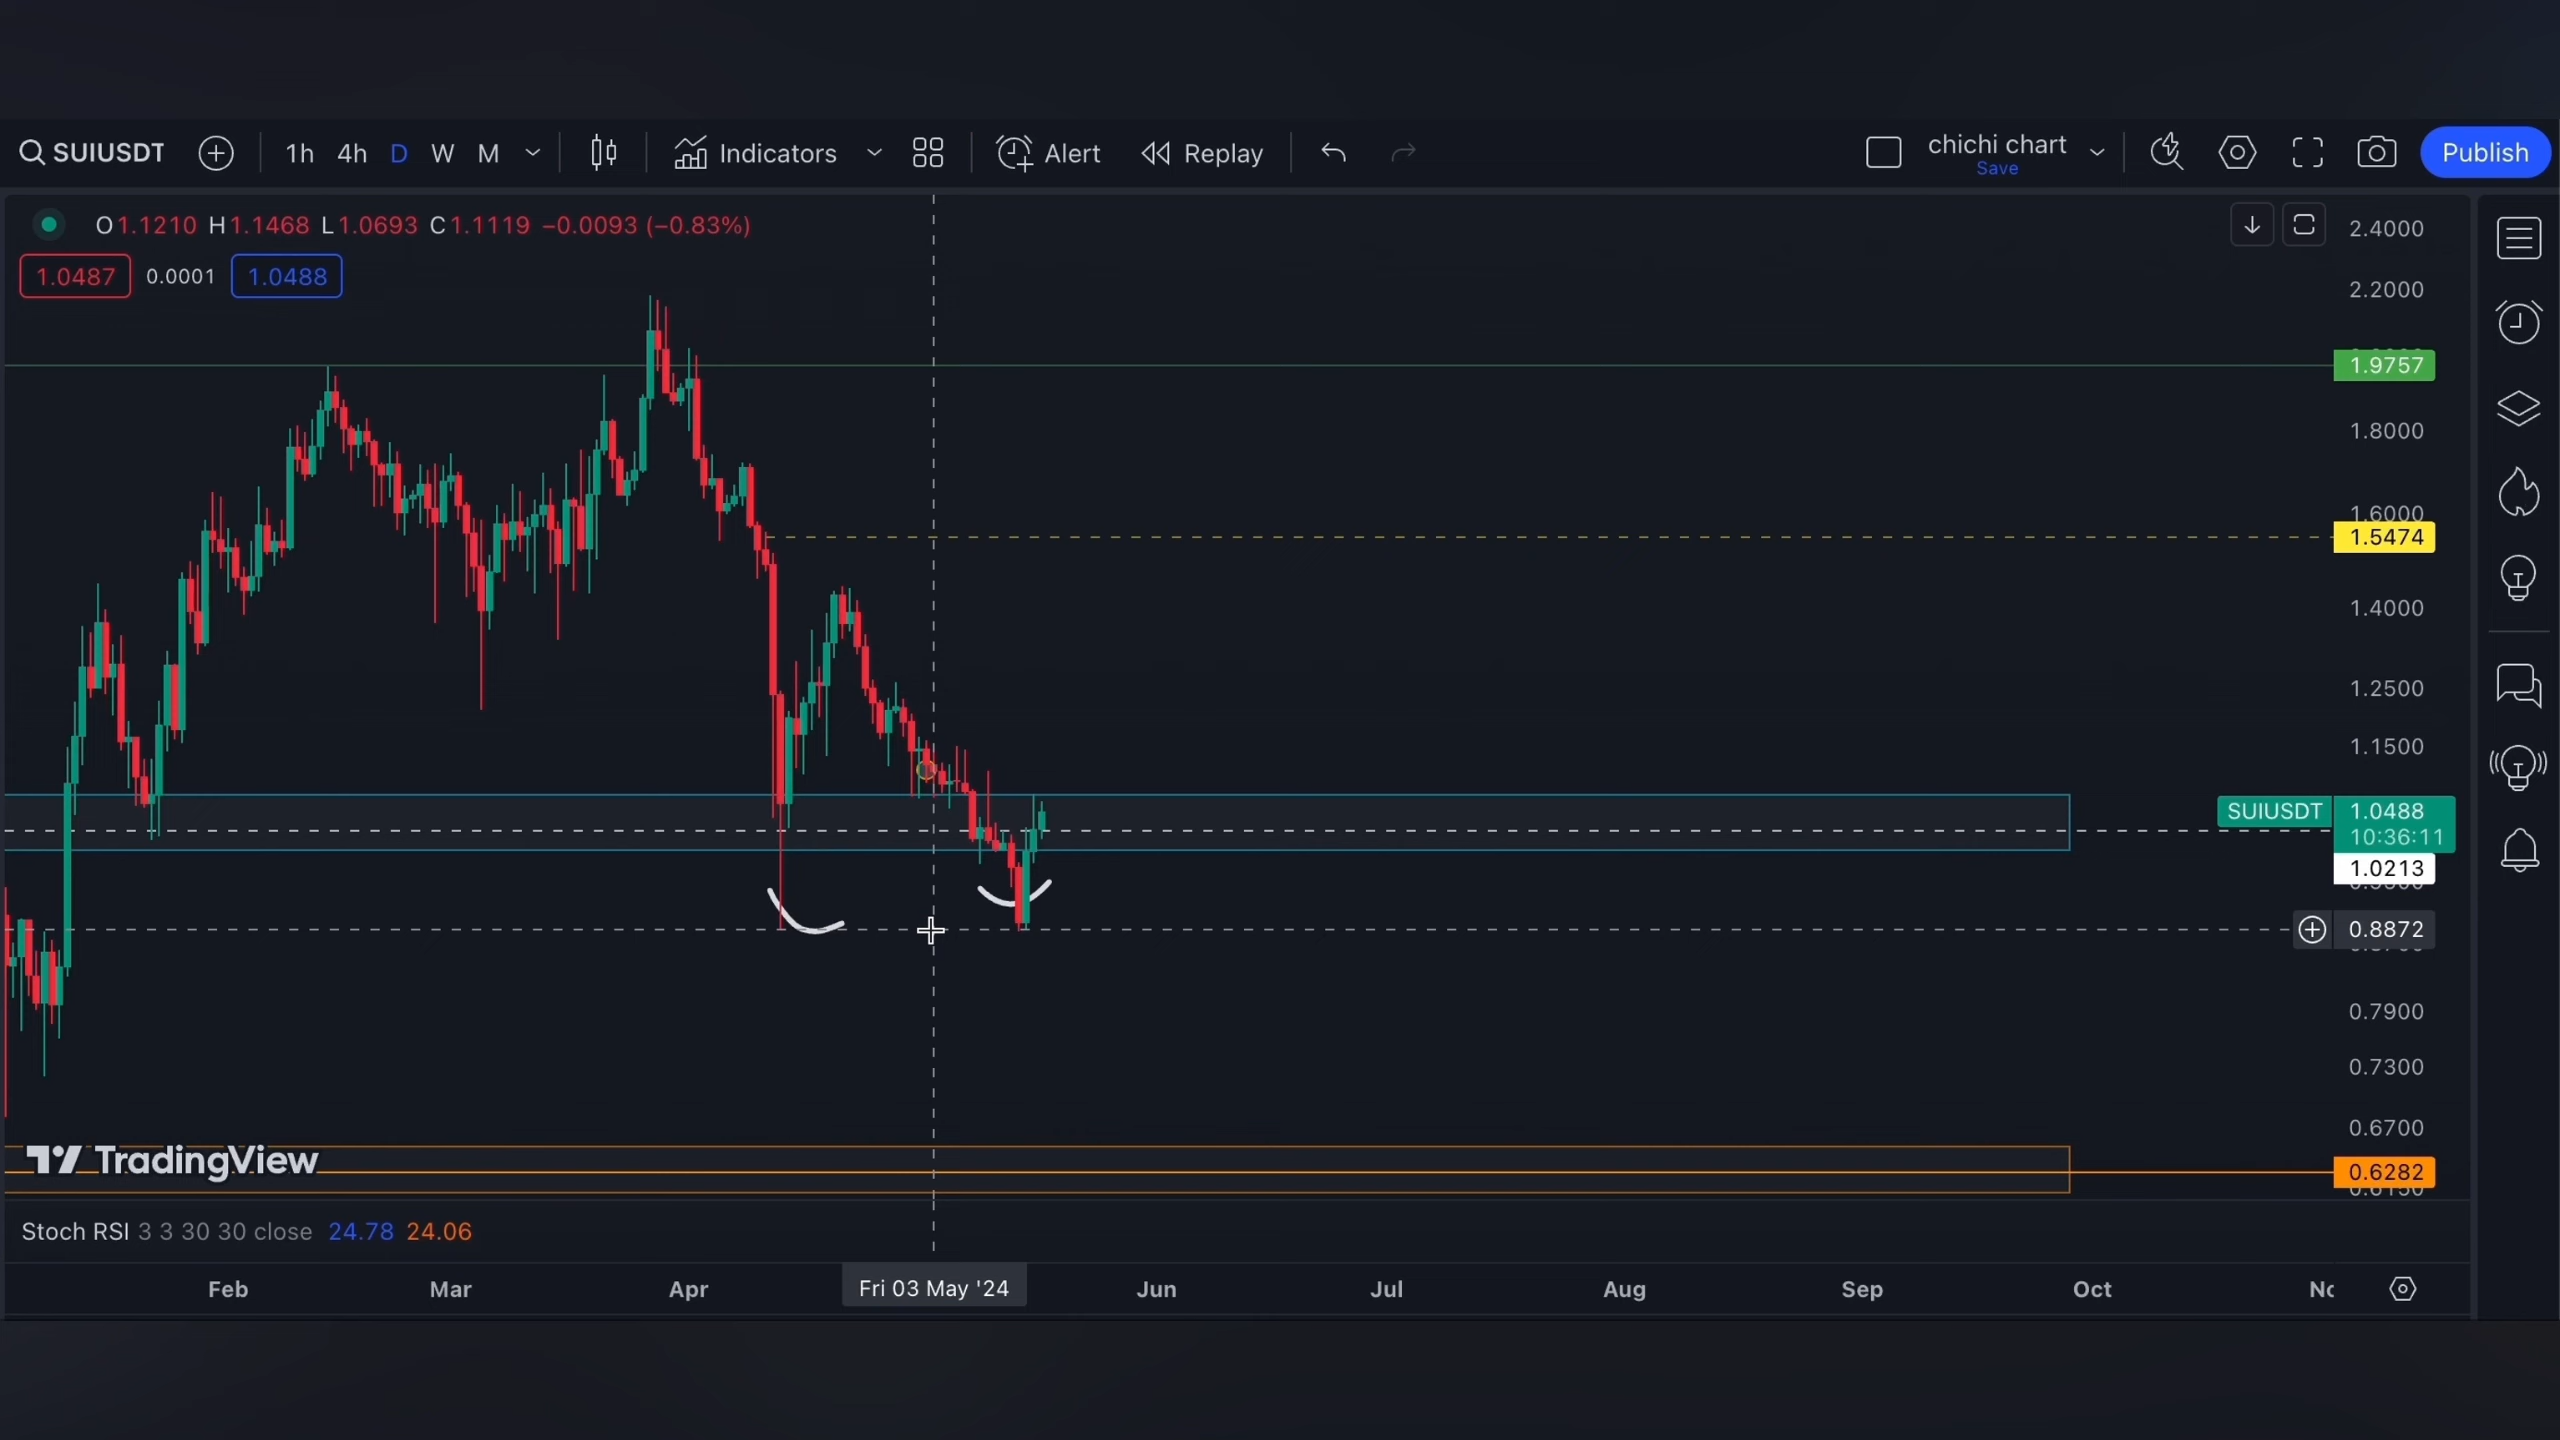 SUIUSDT 1h 4h D W M Indicators Alert Replay chichi chart Publish
Save
O1.1210 H1.1468 L1.0693 C1.1119 −0.0093 (−0.83%)
1.0487 0.0001 1.0488
2.4000
2.2000
1.9757
1.8000
1.6000
1.5474
1.4000
1.2500
1.1500
SUIUSDT 1.0488
10:36:11
1.0213
0.8872
0.7900
0.7300
0.6700
TradingView
0.6282
Stoch RSI 3 3 30 30 close 24.78 24.06
Feb Mar Apr Fri 03 May '24 Jun Jul Aug Sep Oct